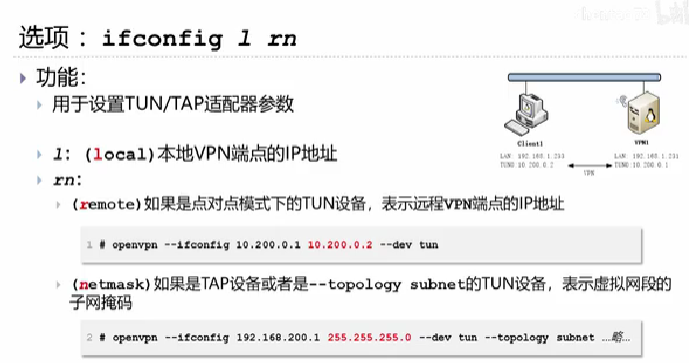 选项：ifconfig l rn
功能：
用于设置TUN/TAP适配器参数
l：(local)本地VPN端点的IP地址
rn：
(remote)如果是点对点模式下的TUN设备，表示远程VPN端点的IP地址
1 # openvpn --ifconfig 10.200.0.1 10.200.0.2 --dev tun
(netmask)如果是TAP设备或者是--topology subnet的TUN设备，表示虚拟网段的
子网掩码
2 # openvpn --ifconfig 192.168.200.1 255.255.255.0 --dev tun --topology subnet …略…
Client1
LAN: 192.168.1.231
TUN0:10.200.0.2
VPN
VPN1
LAN: 192.168.1.211
TUN0:10.200.0.1